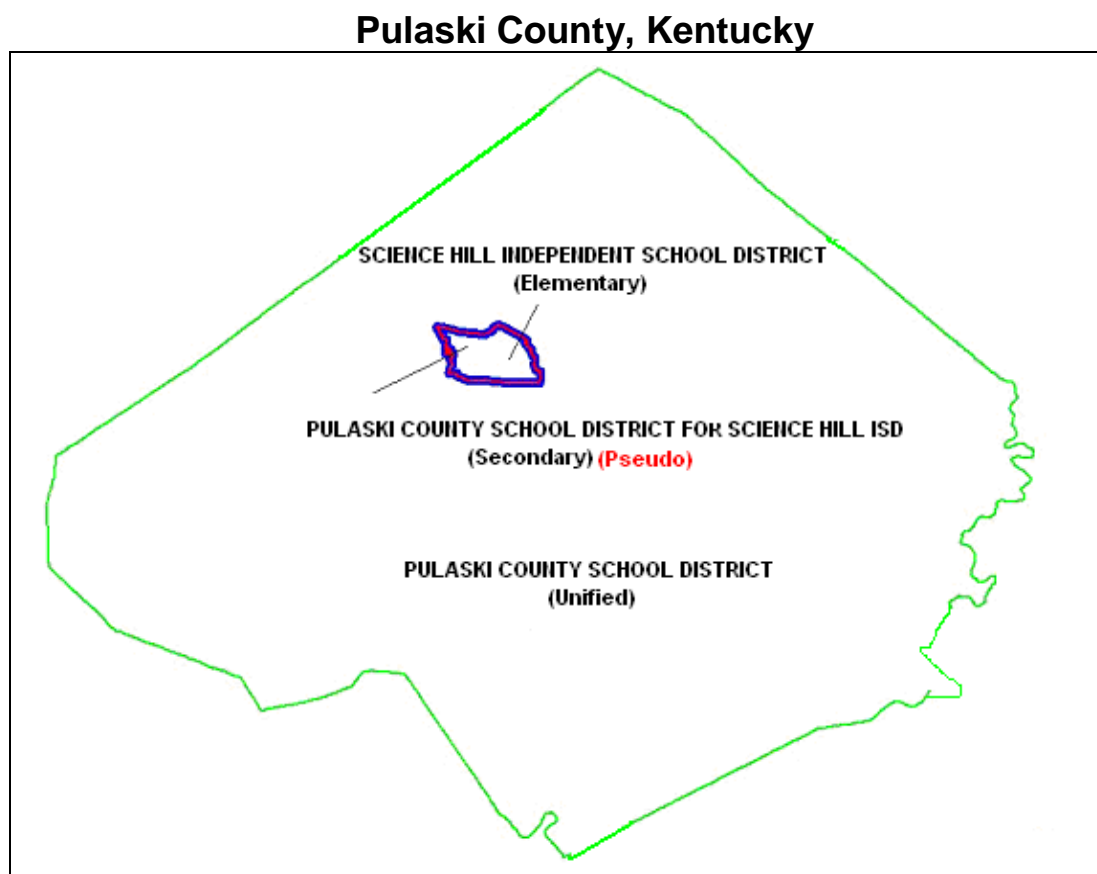 Pulaski County, Kentucky
SCIENCE HILL INDEPENDENT SCHOOL DISTRICT
(Elementary)
PULASKI COUNTY SCHOOL DISTRICT FOR SCIENCE HILL ISD
(Secondary) (Pseudo)
PULASKI COUNTY SCHOOL DISTRICT
(Unified)